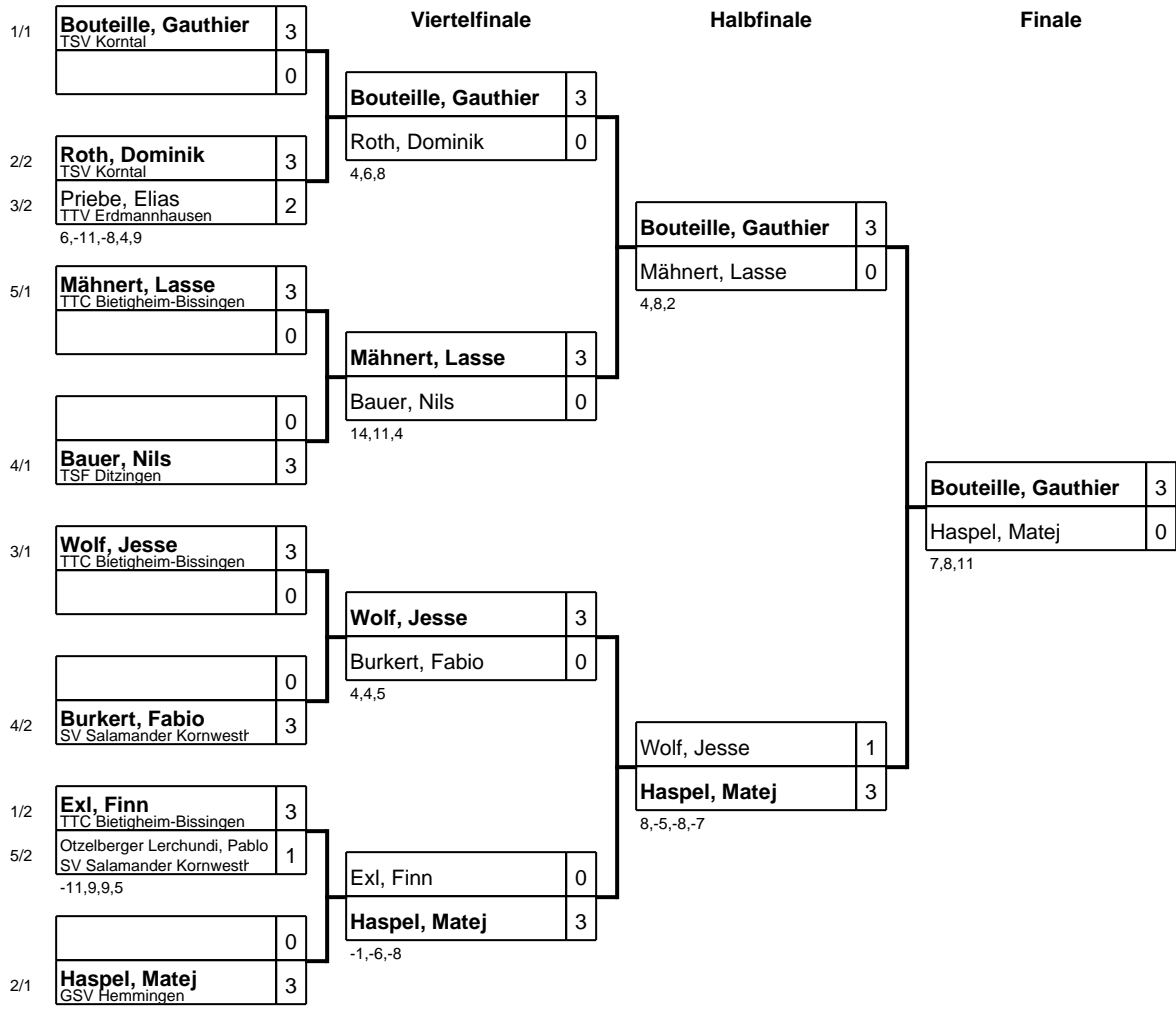 Viertelfinale
Halbfinale
Finale
1/1
Bouteille, Gauthier 3
TSV Korntal
0
2/2
Roth, Dominik 3
TSV Korntal
3/2
Priebe, Elias 2
TTV Erdmannhausen
6,-11,-8,4,9
5/1
Mähnert, Lasse 3
TTC Bietigheim-Bissingen
0
0
4/1
Bauer, Nils 3
TSF Ditzingen
3/1
Wolf, Jesse 3
TTC Bietigheim-Bissingen
0
0
4/2
Burkert, Fabio 3
SV Salamander Kornwesth
1/2
Exl, Finn 3
TTC Bietigheim-Bissingen
5/2
Otzelberger Lerchundi, Pablo 1
SV Salamander Kornwesth
-11,9,9,5
0
2/1
Haspel, Matej 3
GSV Hemmingen
Bouteille, Gauthier 3
Roth, Dominik 0
4,6,8
Mähnert, Lasse 3
Bauer, Nils 0
14,11,4
Wolf, Jesse 3
Burkert, Fabio 0
4,4,5
Exl, Finn 0
Haspel, Matej 3
-1,-6,-8
Bouteille, Gauthier 3
Mähnert, Lasse 0
4,8,2
Wolf, Jesse 1
Haspel, Matej 3
8,-5,-8,-7
Bouteille, Gauthier 3
Haspel, Matej 0
7,8,11